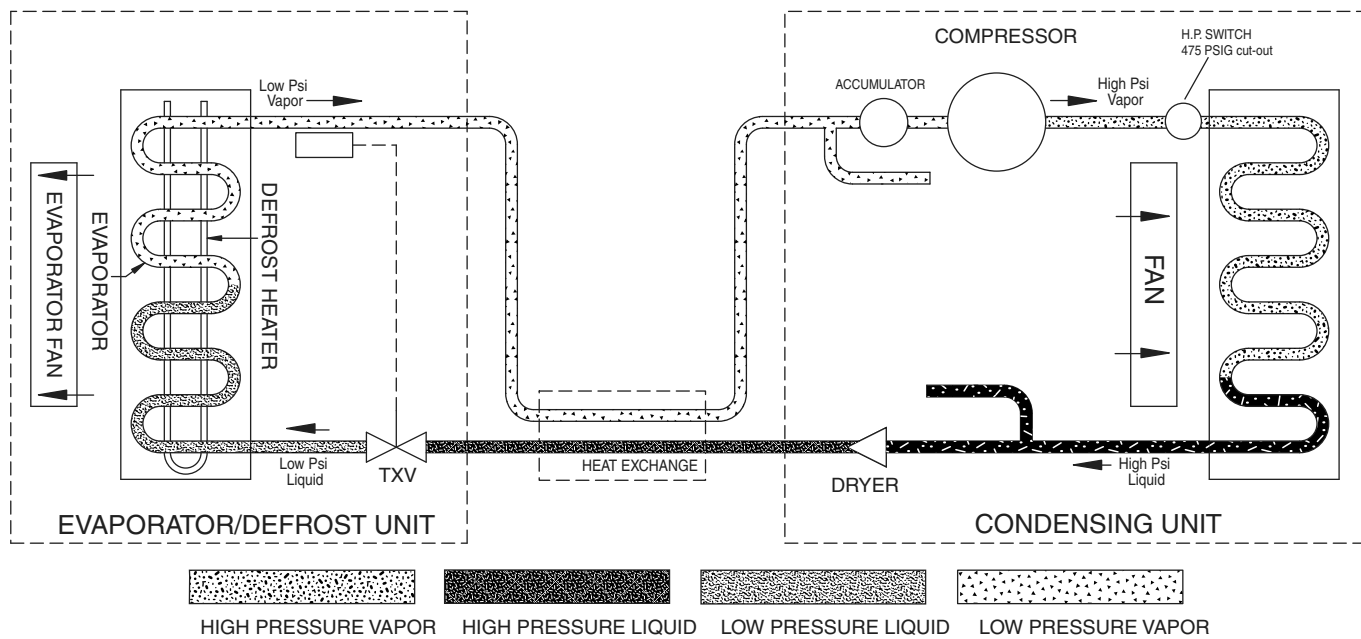 COMPRESSOR
H.P. SWITCH
475 PSIG cut-out
ACCUMULATOR
Low Psi
Vapor
High Psi
Vapor
EVAPORATOR FAN
EVAPORATOR
DEFROST HEATER
FAN
Low Psi
Liquid
TXV
HEAT EXCHANGE
DRYER
High Psi
Liquid
EVAPORATOR/DEFROST UNIT
CONDENSING UNIT
HIGH PRESSURE VAPOR
HIGH PRESSURE LIQUID
LOW PRESSURE LIQUID
LOW PRESSURE VAPOR